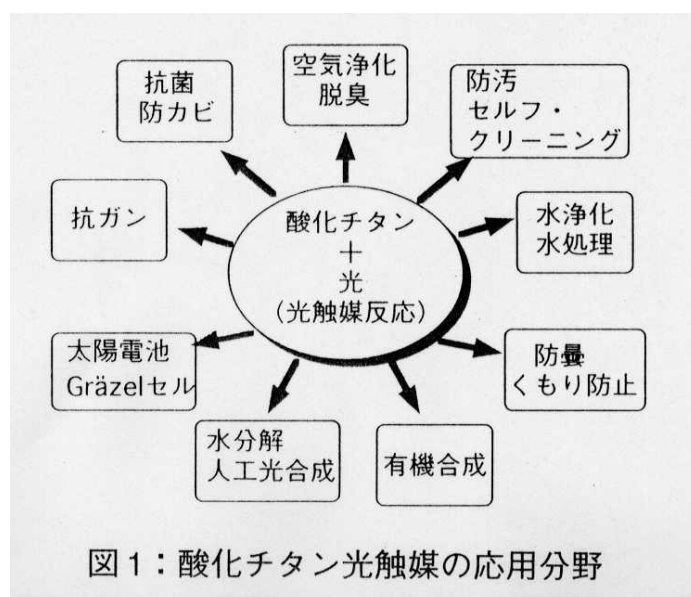 空気浄化
脱臭
抗菌
防カビ
防汚
セルフ・
クリーニング
抗ガン
酸化チタン
＋
光
(光触媒反応)
水浄化
水処理
太陽電池
Gräzelセル
防曇
くもり防止
水分解
人工光合成
有機合成
図1：酸化チタン光触媒の応用分野